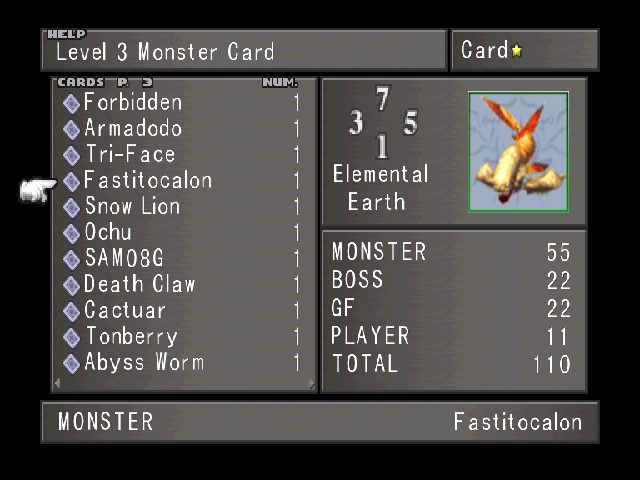 HELP
Level 3 Monster Card
Card
CARDS P. 3 NUM.
Forbidden 1
Armadodo 1
Tri-Face 1
Fastitocalon 1
Snow Lion 1
Ochu 1
SAM08G 1
Death Claw 1
Cactuar 1
Tonberry 1
Abyss Worm 1
7
3 5
1
Elemental
Earth
MONSTER 55
BOSS 22
GF 22
PLAYER 11
TOTAL 110
MONSTER Fastitocalon